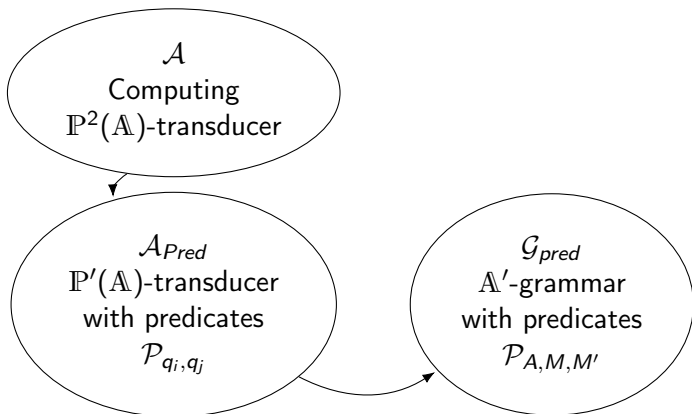 𝒜
Computing
ℙ²(𝔸)-transducer
𝒜_Pred
ℙ′(𝔸)-transducer
with predicates
𝒫_{q_i,q_j}
𝒢_pred
𝔸′-grammar
with predicates
𝒫_{A,M,M′}